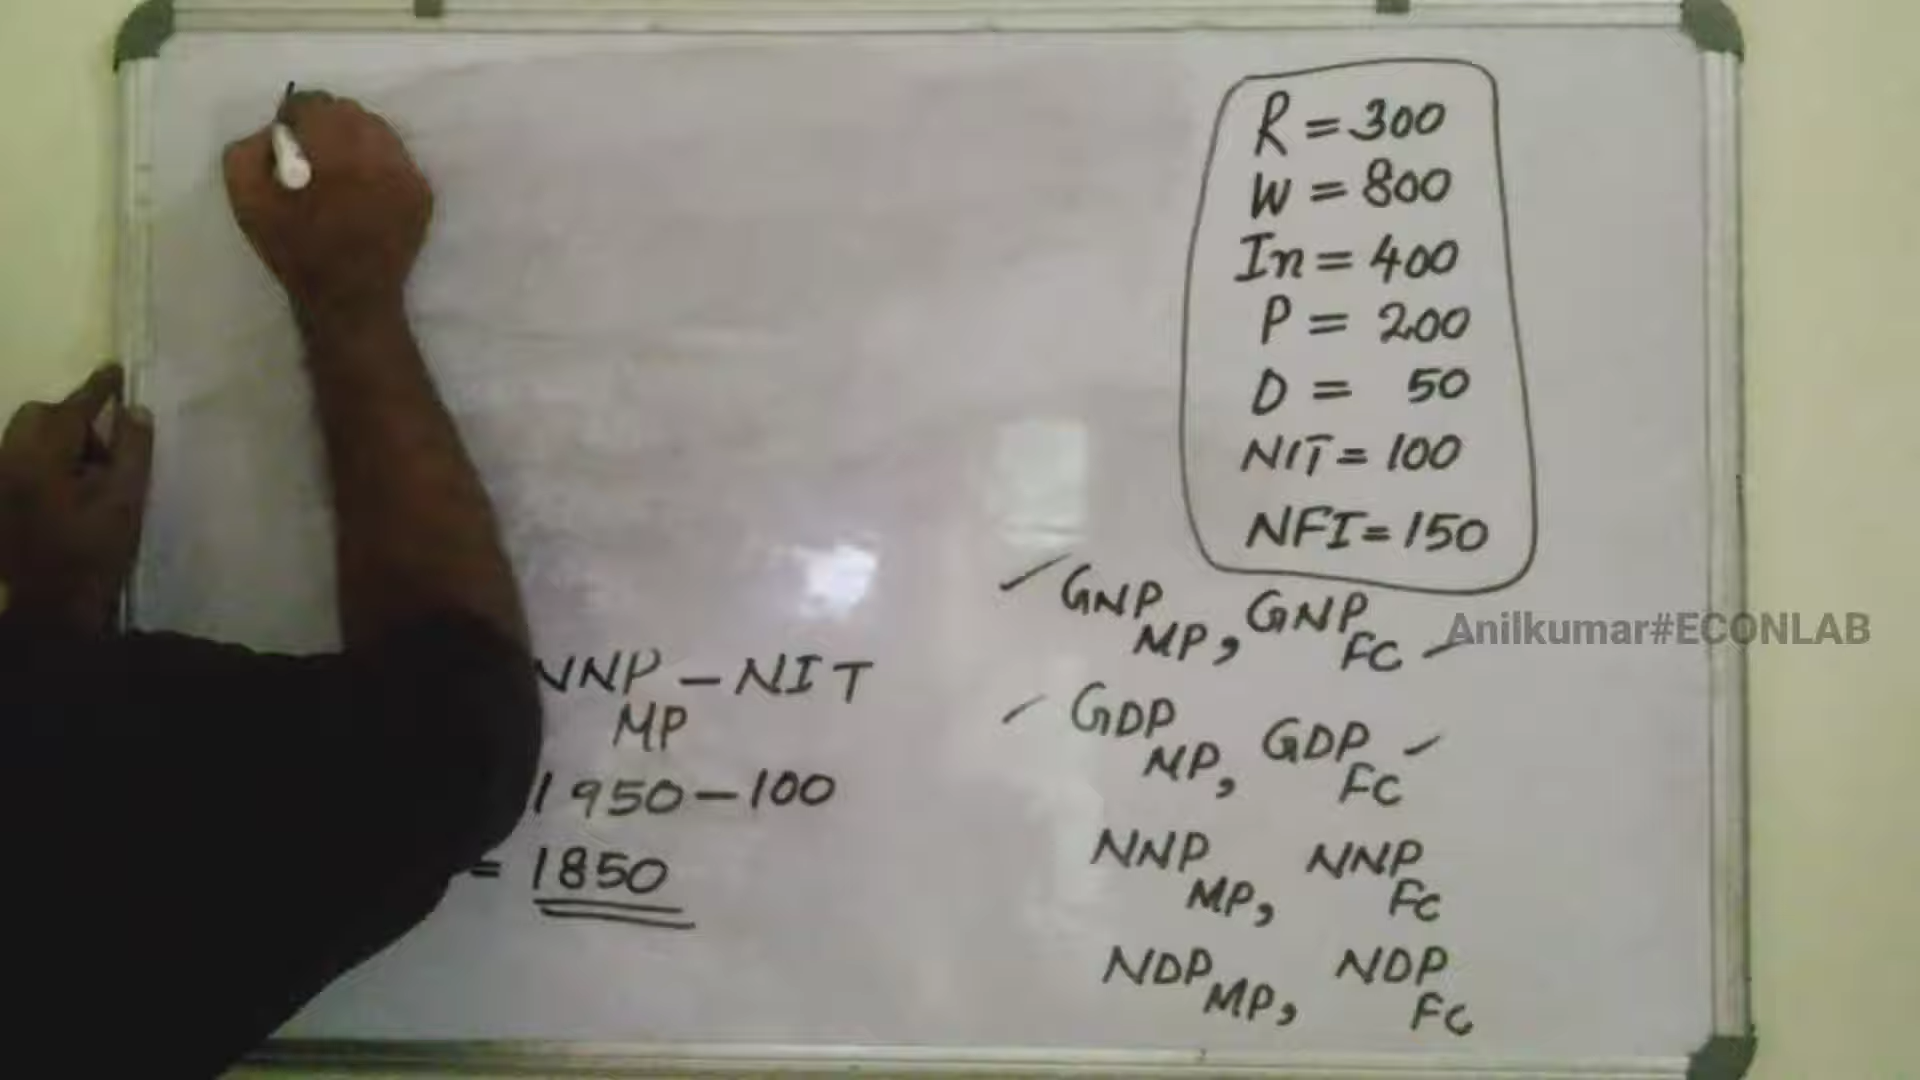 R = 300
W = 800
In = 400
P = 200
D = 50
NIT = 100
NFI = 150
GNP MP, GNP FC
Anilkumar#ECONLAB
GDP MP, GDP FC
NNP MP, NNP FC
NDP MP, NDP FC
NNP MP - NIT
1950 - 100
= 1850